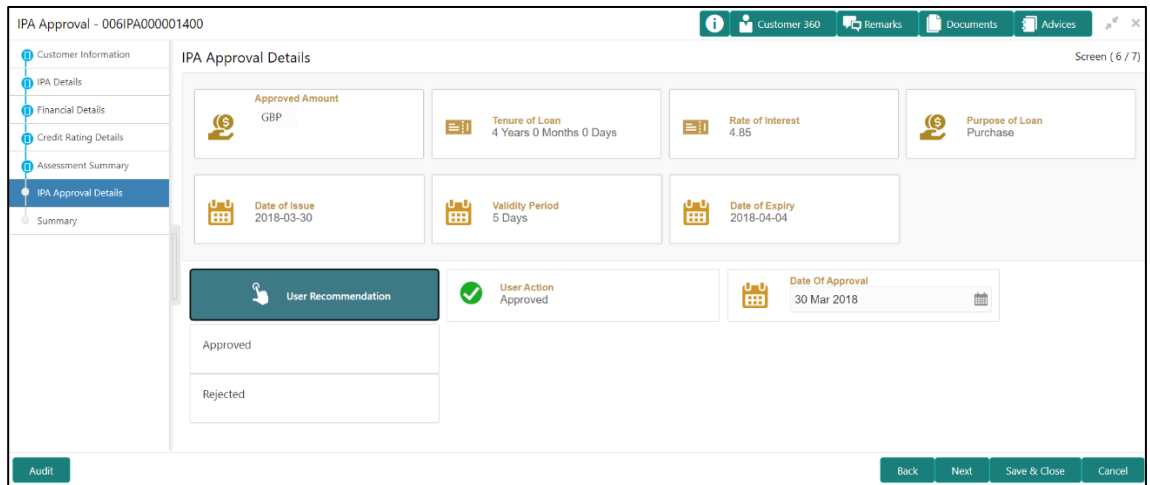 IPA Approval - 006IPA000001400
Customer 360
Remarks
Documents
Advices
Customer Information
IPA Details
Financial Details
Credit Rating Details
Assessment Summary
IPA Approval Details
Summary
IPA Approval Details
Screen ( 6 / 7)
Approved Amount
GBP
Tenure of Loan
4 Years 0 Months 0 Days
Rate of Interest
4.85
Purpose of Loan
Purchase
Date of Issue
2018-03-30
Validity Period
5 Days
Date of Expiry
2018-04-04
User Recommendation
User Action
Approved
Date Of Approval
30 Mar 2018
Approved
Rejected
Audit
Back
Next
Save & Close
Cancel